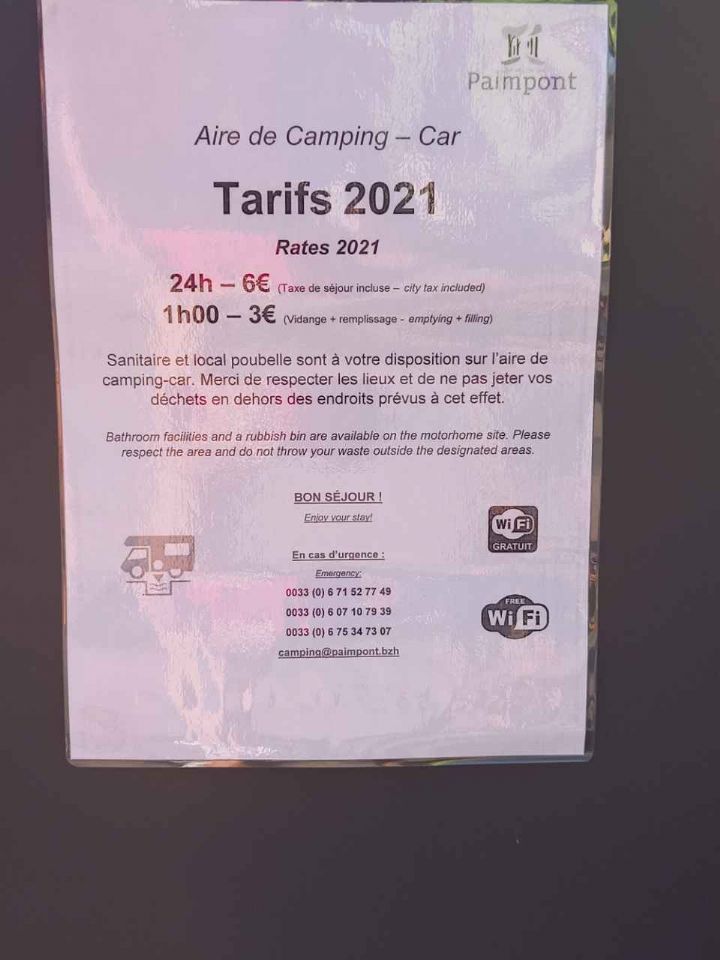 Paimpont
Aire de Camping – Car
Tarifs 2021
Rates 2021
24h – 6€ (Taxe de séjour incluse – city tax included)
1h00 – 3€ (Vidange + remplissage - emptying + filling)
Sanitaire et local poubelle sont à votre disposition sur l'aire de
camping-car. Merci de respecter les lieux et de ne pas jeter vos
déchets en dehors des endroits prévus à cet effet.
Bathroom facilities and a rubbish bin are available on the motorhome site. Please
respect the area and do not throw your waste outside the designated areas.
BON SÉJOUR !
Enjoy your stay!
WiFi
GRATUIT
En cas d'urgence :
Emergency:
0033 (0) 6 71 52 77 49
0033 (0) 6 07 10 79 39
0033 (0) 6 75 34 73 07
camping@paimpont.bzh
FREE
WiFi